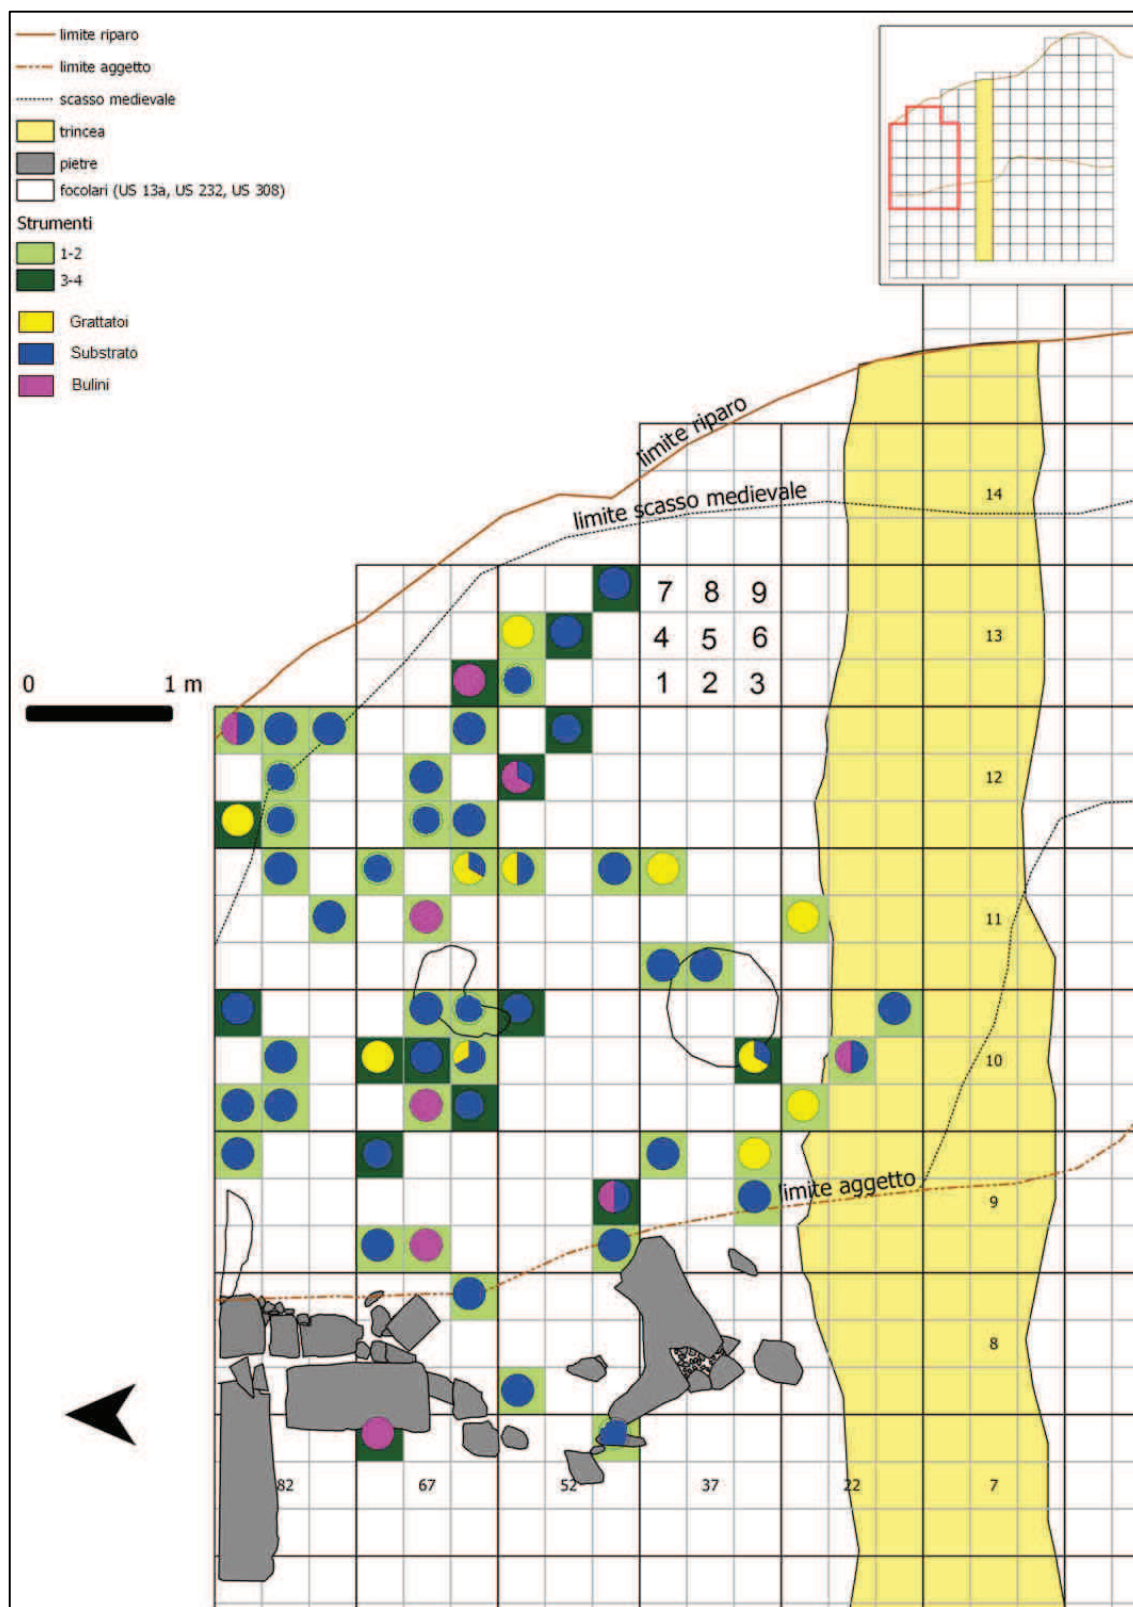 limite riparo
limite aggetto
scasso medievale
trincea
pietre
focolari (US 13a, US 232, US 308)
Strumenti
1-2
3-4
Grattatoi
Substrato
Bulini
limite riparo
limite scasso medievale
14
7 8 9
4 5 6
1 2 3
13
0 1 m
12
11
10
limite aggetto
9
8
82 67 52 37 22 7